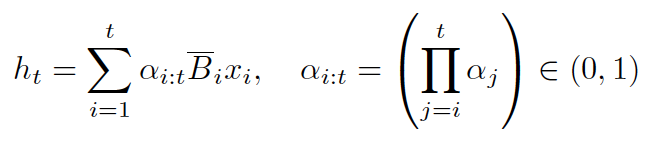 h_t = \sum_{i=1}^{t} \alpha_{i:t} \overline{B}_i x_i, \quad \alpha_{i:t} = \left( \prod_{j=i}^{t} \alpha_j \right) \in (0, 1)